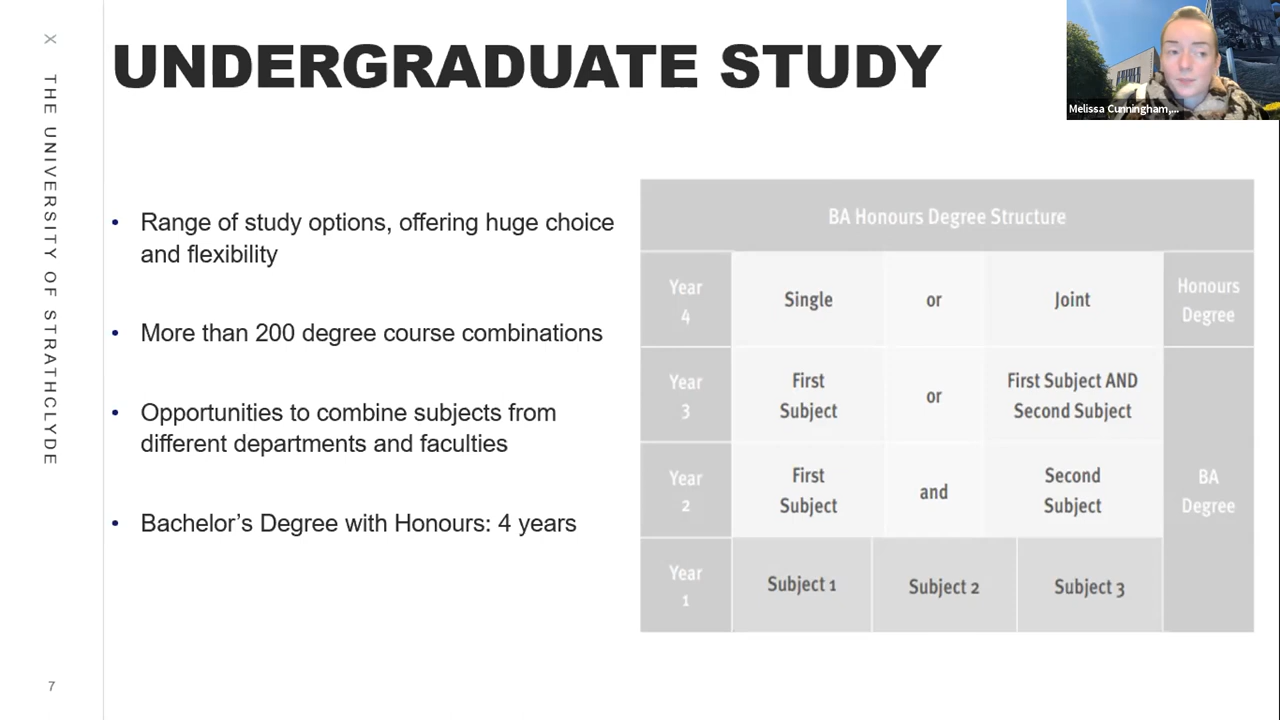 X THE UNIVERSITY OF STRATHCLYDE
UNDERGRADUATE STUDY
Melissa Cunningham,...
• Range of study options, offering huge choice
and flexibility
• More than 200 degree course combinations
• Opportunities to combine subjects from
different departments and faculties
• Bachelor’s Degree with Honours: 4 years
BA Honours Degree Structure
Year
4
Single
or
Joint
Honours
Degree
Year
3
First
Subject
or
First Subject AND
Second Subject
Year
2
First
Subject
and
Second
Subject
BA
Degree
Year
1
Subject 1
Subject 2
Subject 3
7